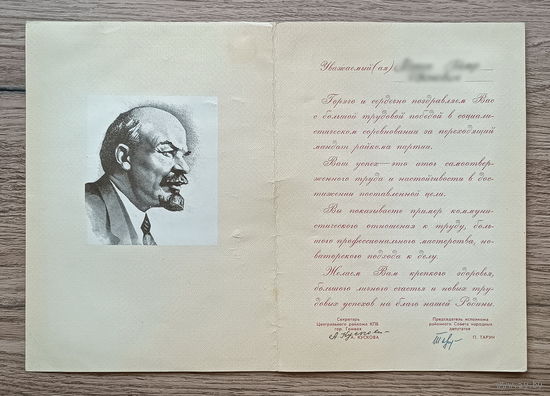 Уважаемый(ая)
Горячо и сердечно поздравляем Вас
с большой трудовой победой в социали-
стическом соревновании за переходящий
мандат райкома партии.
Ваш успех — это итог самоотвер-
женного труда и настойчивости в дос-
тижении поставленной цели.
Вы показываете пример коммуни-
стического отношения к труду, боль-
шого профессионального мастерства, но-
ваторского подхода к делу.
Желаем Вам крепкого здоровья,
большого личного счастья и новых тру-
довых успехов на благо нашей Родины.
Секретарь
Центрального райкома КПБ
гор. Гомеля
А. КУСКОВА
Председатель исполкома
районного Совета народных
депутатов
П. ТАРЗИ